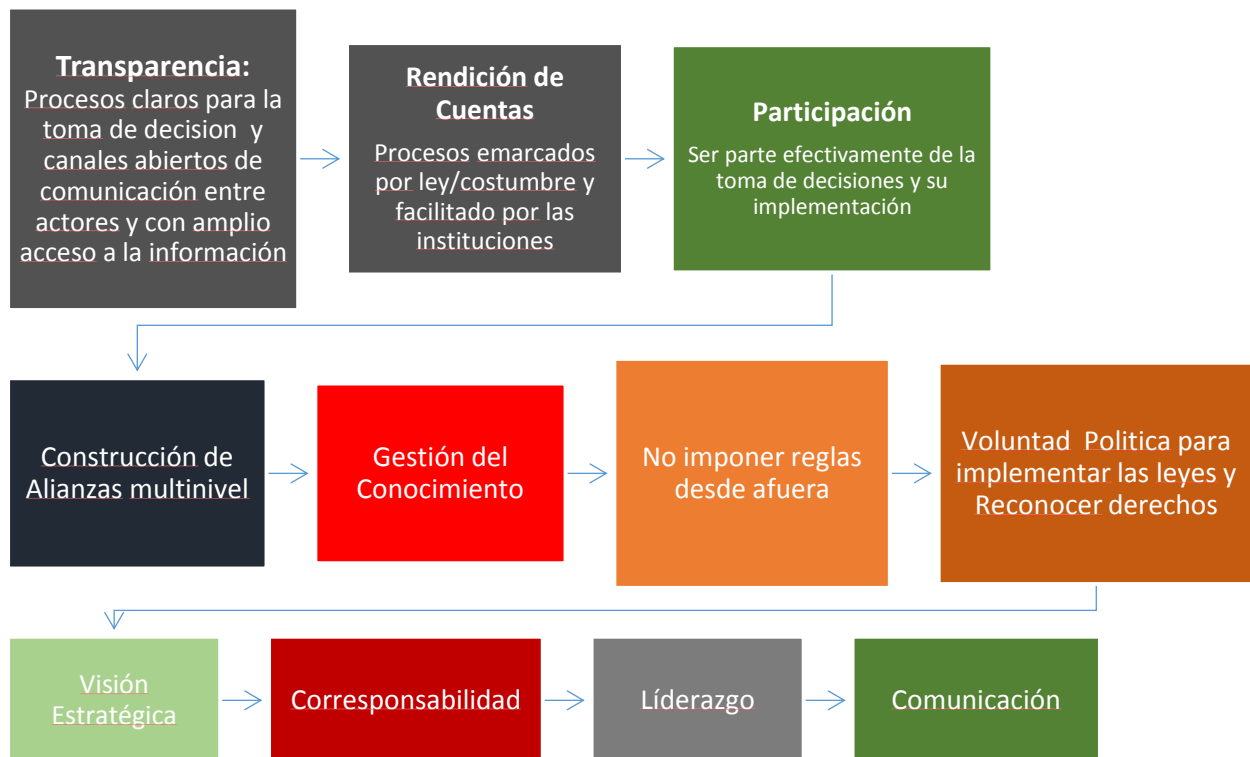 Transparencia:
Procesos claros para la
toma de decision y
canales abiertos de
comunicación entre
actores y con amplio
acceso a la información
Rendición de
Cuentas
Procesos emarcados
por ley/costumbre y
facilitado por las
instituciones
Participación
Ser parte efectivamente de la
toma de decisiones y su
implementación
Construcción de
Alianzas multinivel
Gestión del
Conocimiento
No imponer reglas
desde afuera
Voluntad Politica para
implementar las leyes y
Reconocer derechos
Visión
Estratégica
Corresponsabilidad
Líderazgo
Comunicación